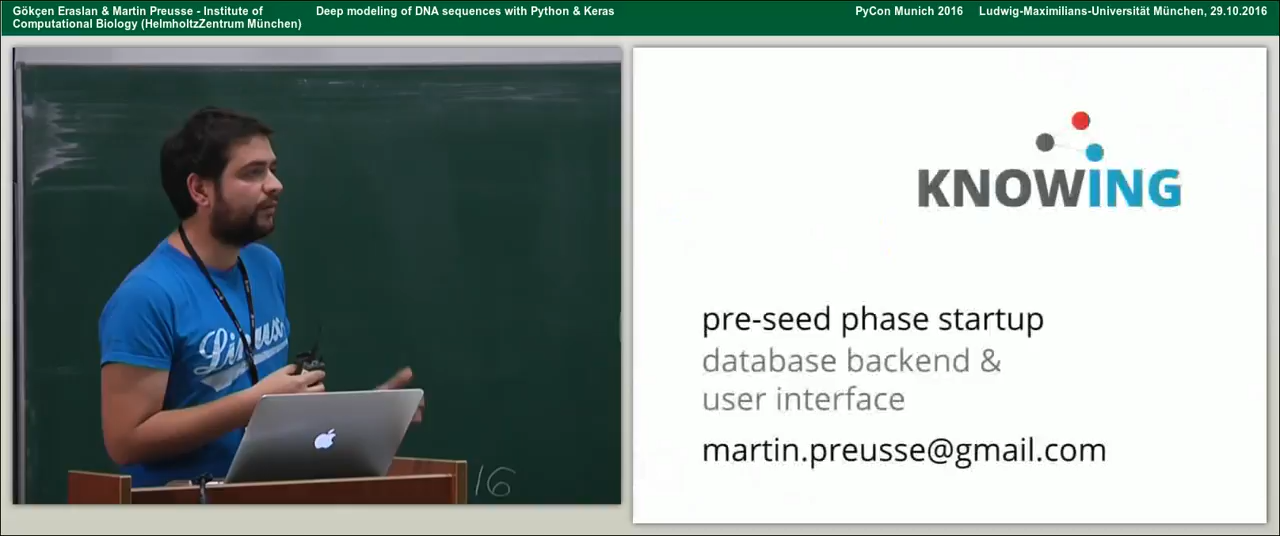 Gökçen Eraslan & Martin Preusse - Institute of
Computational Biology (HelmholtzZentrum München)
Deep modeling of DNA sequences with Python & Keras
PyCon Munich 2016
Ludwig-Maximilians-Universität München, 29.10.2016
Linux
16
KNOWING
pre-seed phase startup
database backend &
user interface
martin.preusse@gmail.com